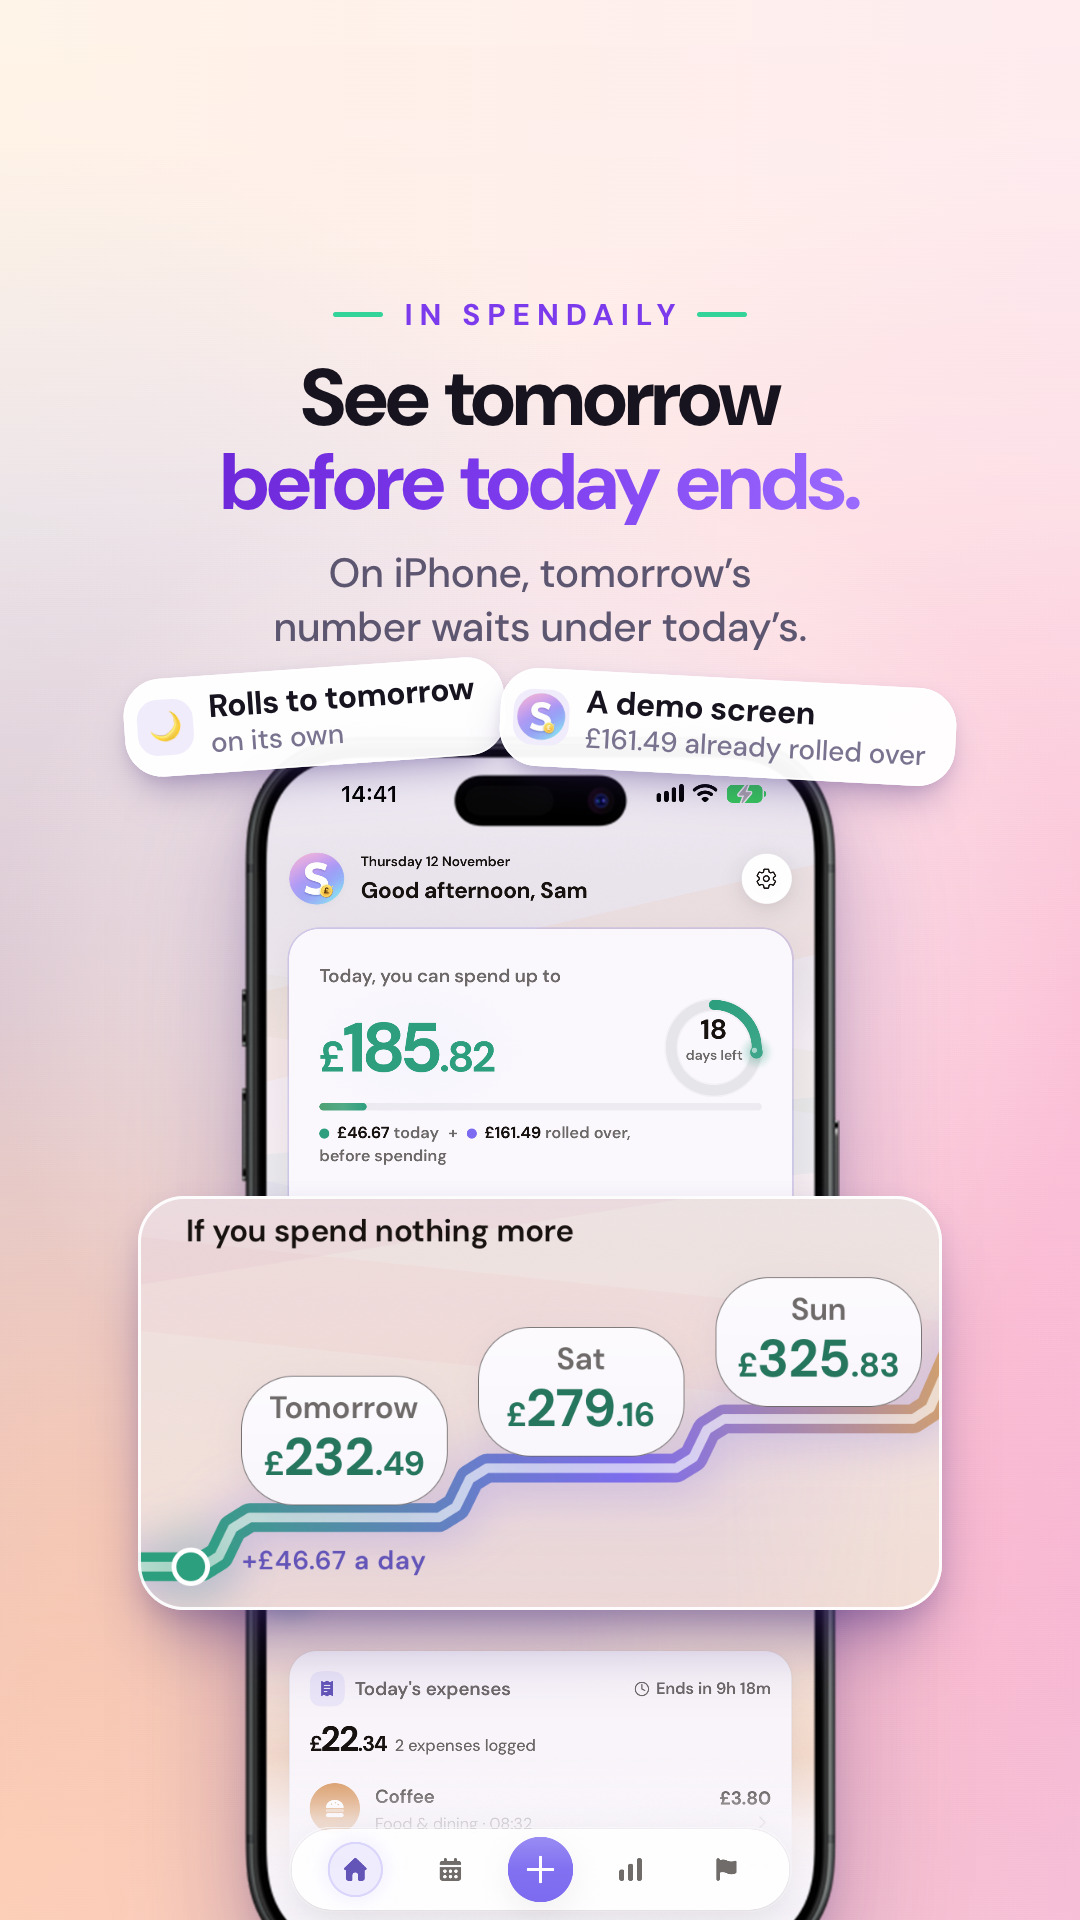 IN SPENDAILY
See tomorrow
before today ends.
On iPhone, tomorrow’s
number waits under today’s.
Rolls to tomorrow
on its own
A demo screen
£161.49 already rolled over
14:41
Thursday 12 November
Good afternoon, Sam
Today, you can spend up to
£185.82
18
days left
£46.67 today + £161.49 rolled over,
before spending
If you spend nothing more
Sun
£325.83
Sat
£279.16
Tomorrow
£232.49
+£46.67 a day
Today's expenses
Ends in 9h 18m
£22.34 2 expenses logged
Coffee
£3.80
Food & dining · 08:32